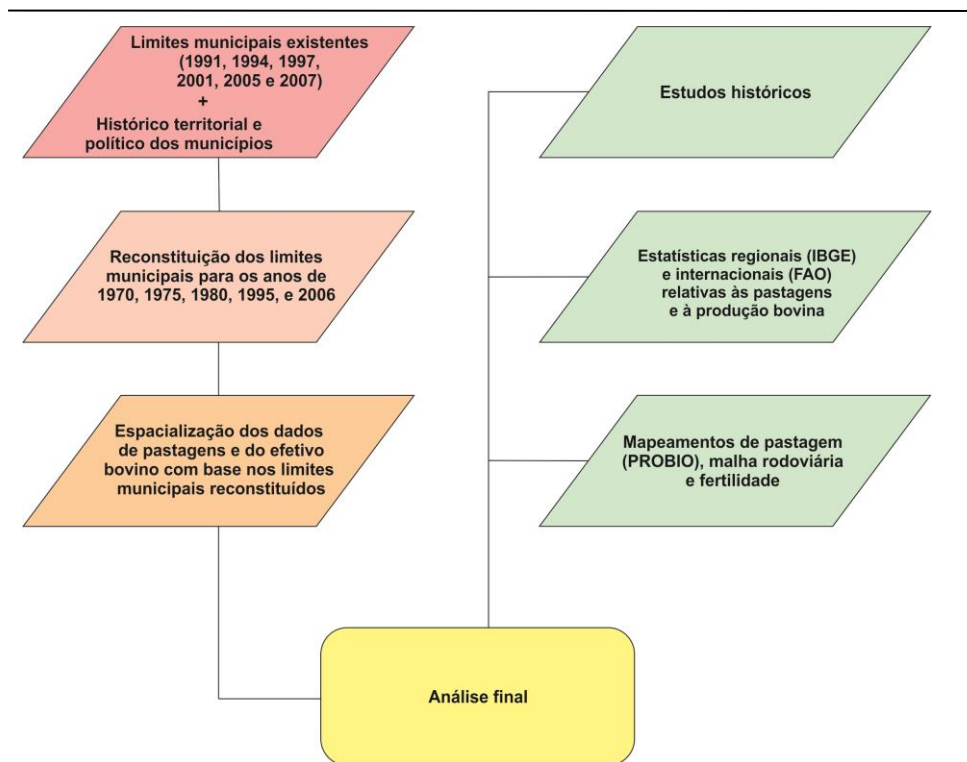 Limites municipais existentes
(1991, 1994, 1997,
2001, 2005 e 2007)
+
Histórico territorial e
político dos municípios
Reconstituição dos limites
municipais para os anos de
1970, 1975, 1980, 1995, e 2006
Espacialização dos dados
de pastagens e do efetivo
bovino com base nos limites
municipais reconstituídos
Estudos históricos
Estatísticas regionais (IBGE)
e internacionais (FAO)
relativas às pastagens
e à produção bovina
Mapeamentos de pastagem
(PROBIO), malha rodoviária
e fertilidade
Análise final